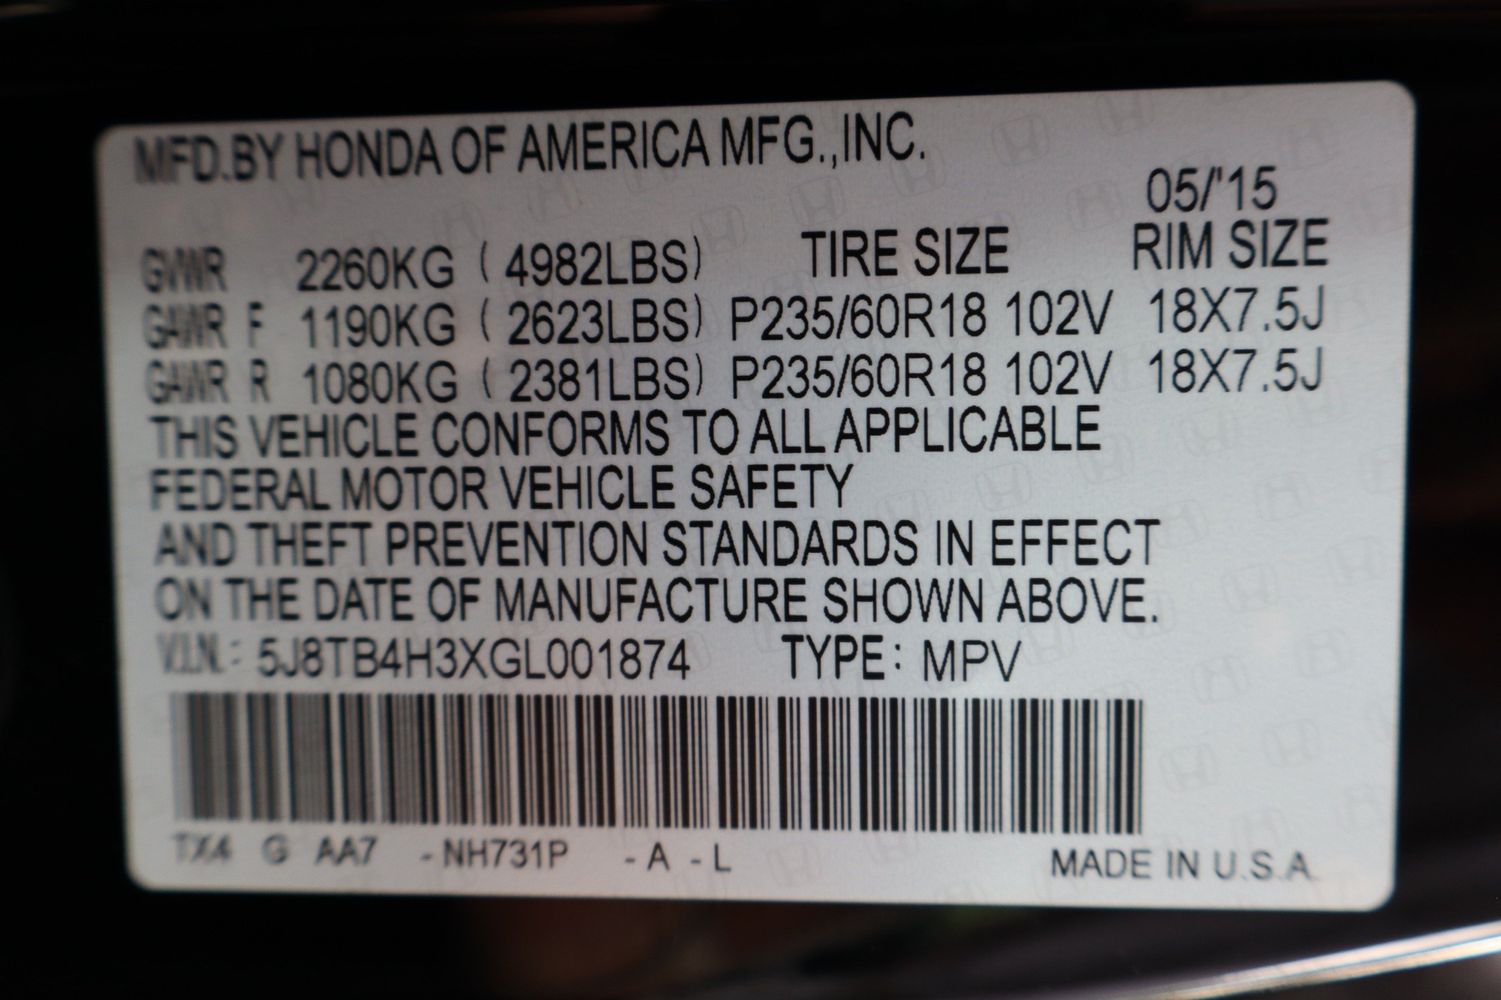 MFD.BY HONDA OF AMERICA MFG.,INC.
05/'15
GVWR 2260KG ( 4982LBS) TIRE SIZE RIM SIZE
GAWR F 1190KG ( 2623LBS) P235/60R18 102V 18X7.5J
GAWR R 1080KG ( 2381LBS) P235/60R18 102V 18X7.5J
THIS VEHICLE CONFORMS TO ALL APPLICABLE
FEDERAL MOTOR VEHICLE SAFETY
AND THEFT PREVENTION STANDARDS IN EFFECT
ON THE DATE OF MANUFACTURE SHOWN ABOVE.
V.I.N.: 5J8TB4H3XGL001874 TYPE: MPV
TX4 G AA7 -NH731P -A -L MADE IN U.S.A.